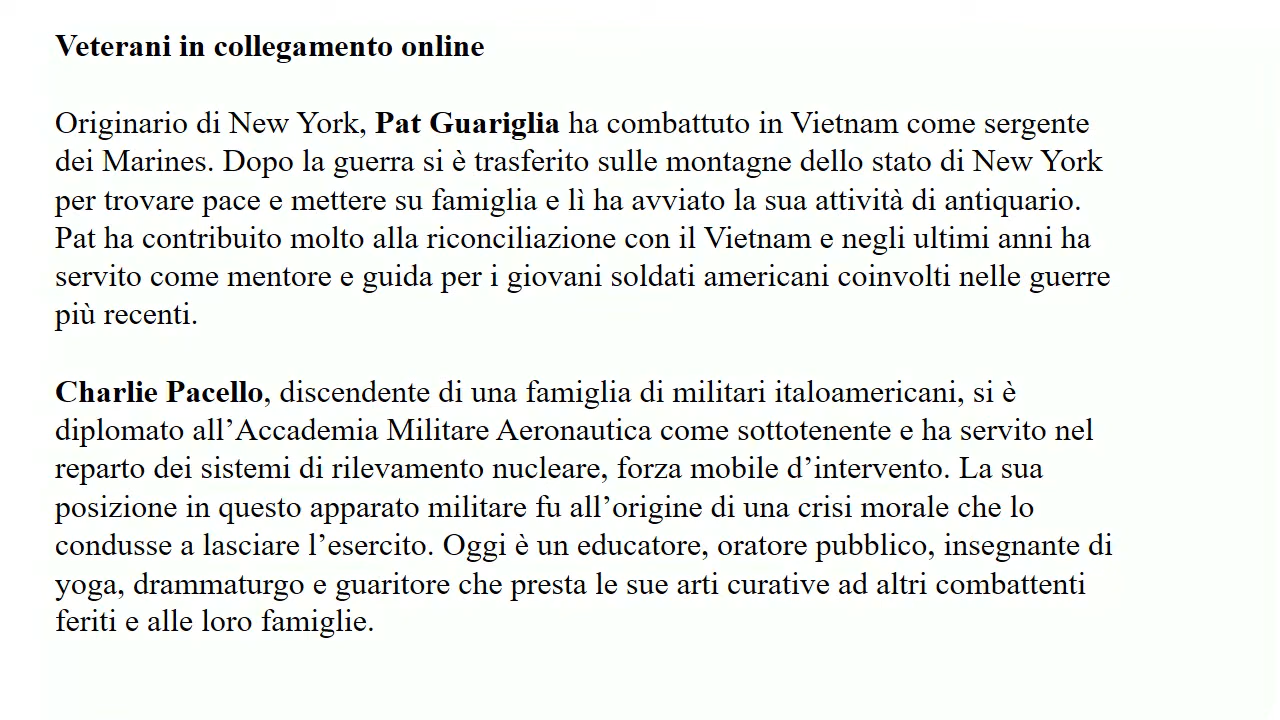 Veterani in collegamento online
Originario di New York, Pat Guariglia ha combattuto in Vietnam come sergente
dei Marines. Dopo la guerra si è trasferito sulle montagne dello stato di New York
per trovare pace e mettere su famiglia e lì ha avviato la sua attività di antiquario.
Pat ha contribuito molto alla riconciliazione con il Vietnam e negli ultimi anni ha
servito come mentore e guida per i giovani soldati americani coinvolti nelle guerre
più recenti.
Charlie Pacello, discendente di una famiglia di militari italoamericani, si è
diplomato all’Accademia Militare Aeronautica come sottotenente e ha servito nel
reparto dei sistemi di rilevamento nucleare, forza mobile d’intervento. La sua
posizione in questo apparato militare fu all’origine di una crisi morale che lo
condusse a lasciare l’esercito. Oggi è un educatore, oratore pubblico, insegnante di
yoga, drammaturgo e guaritore che presta le sue arti curative ad altri combattenti
feriti e alle loro famiglie.